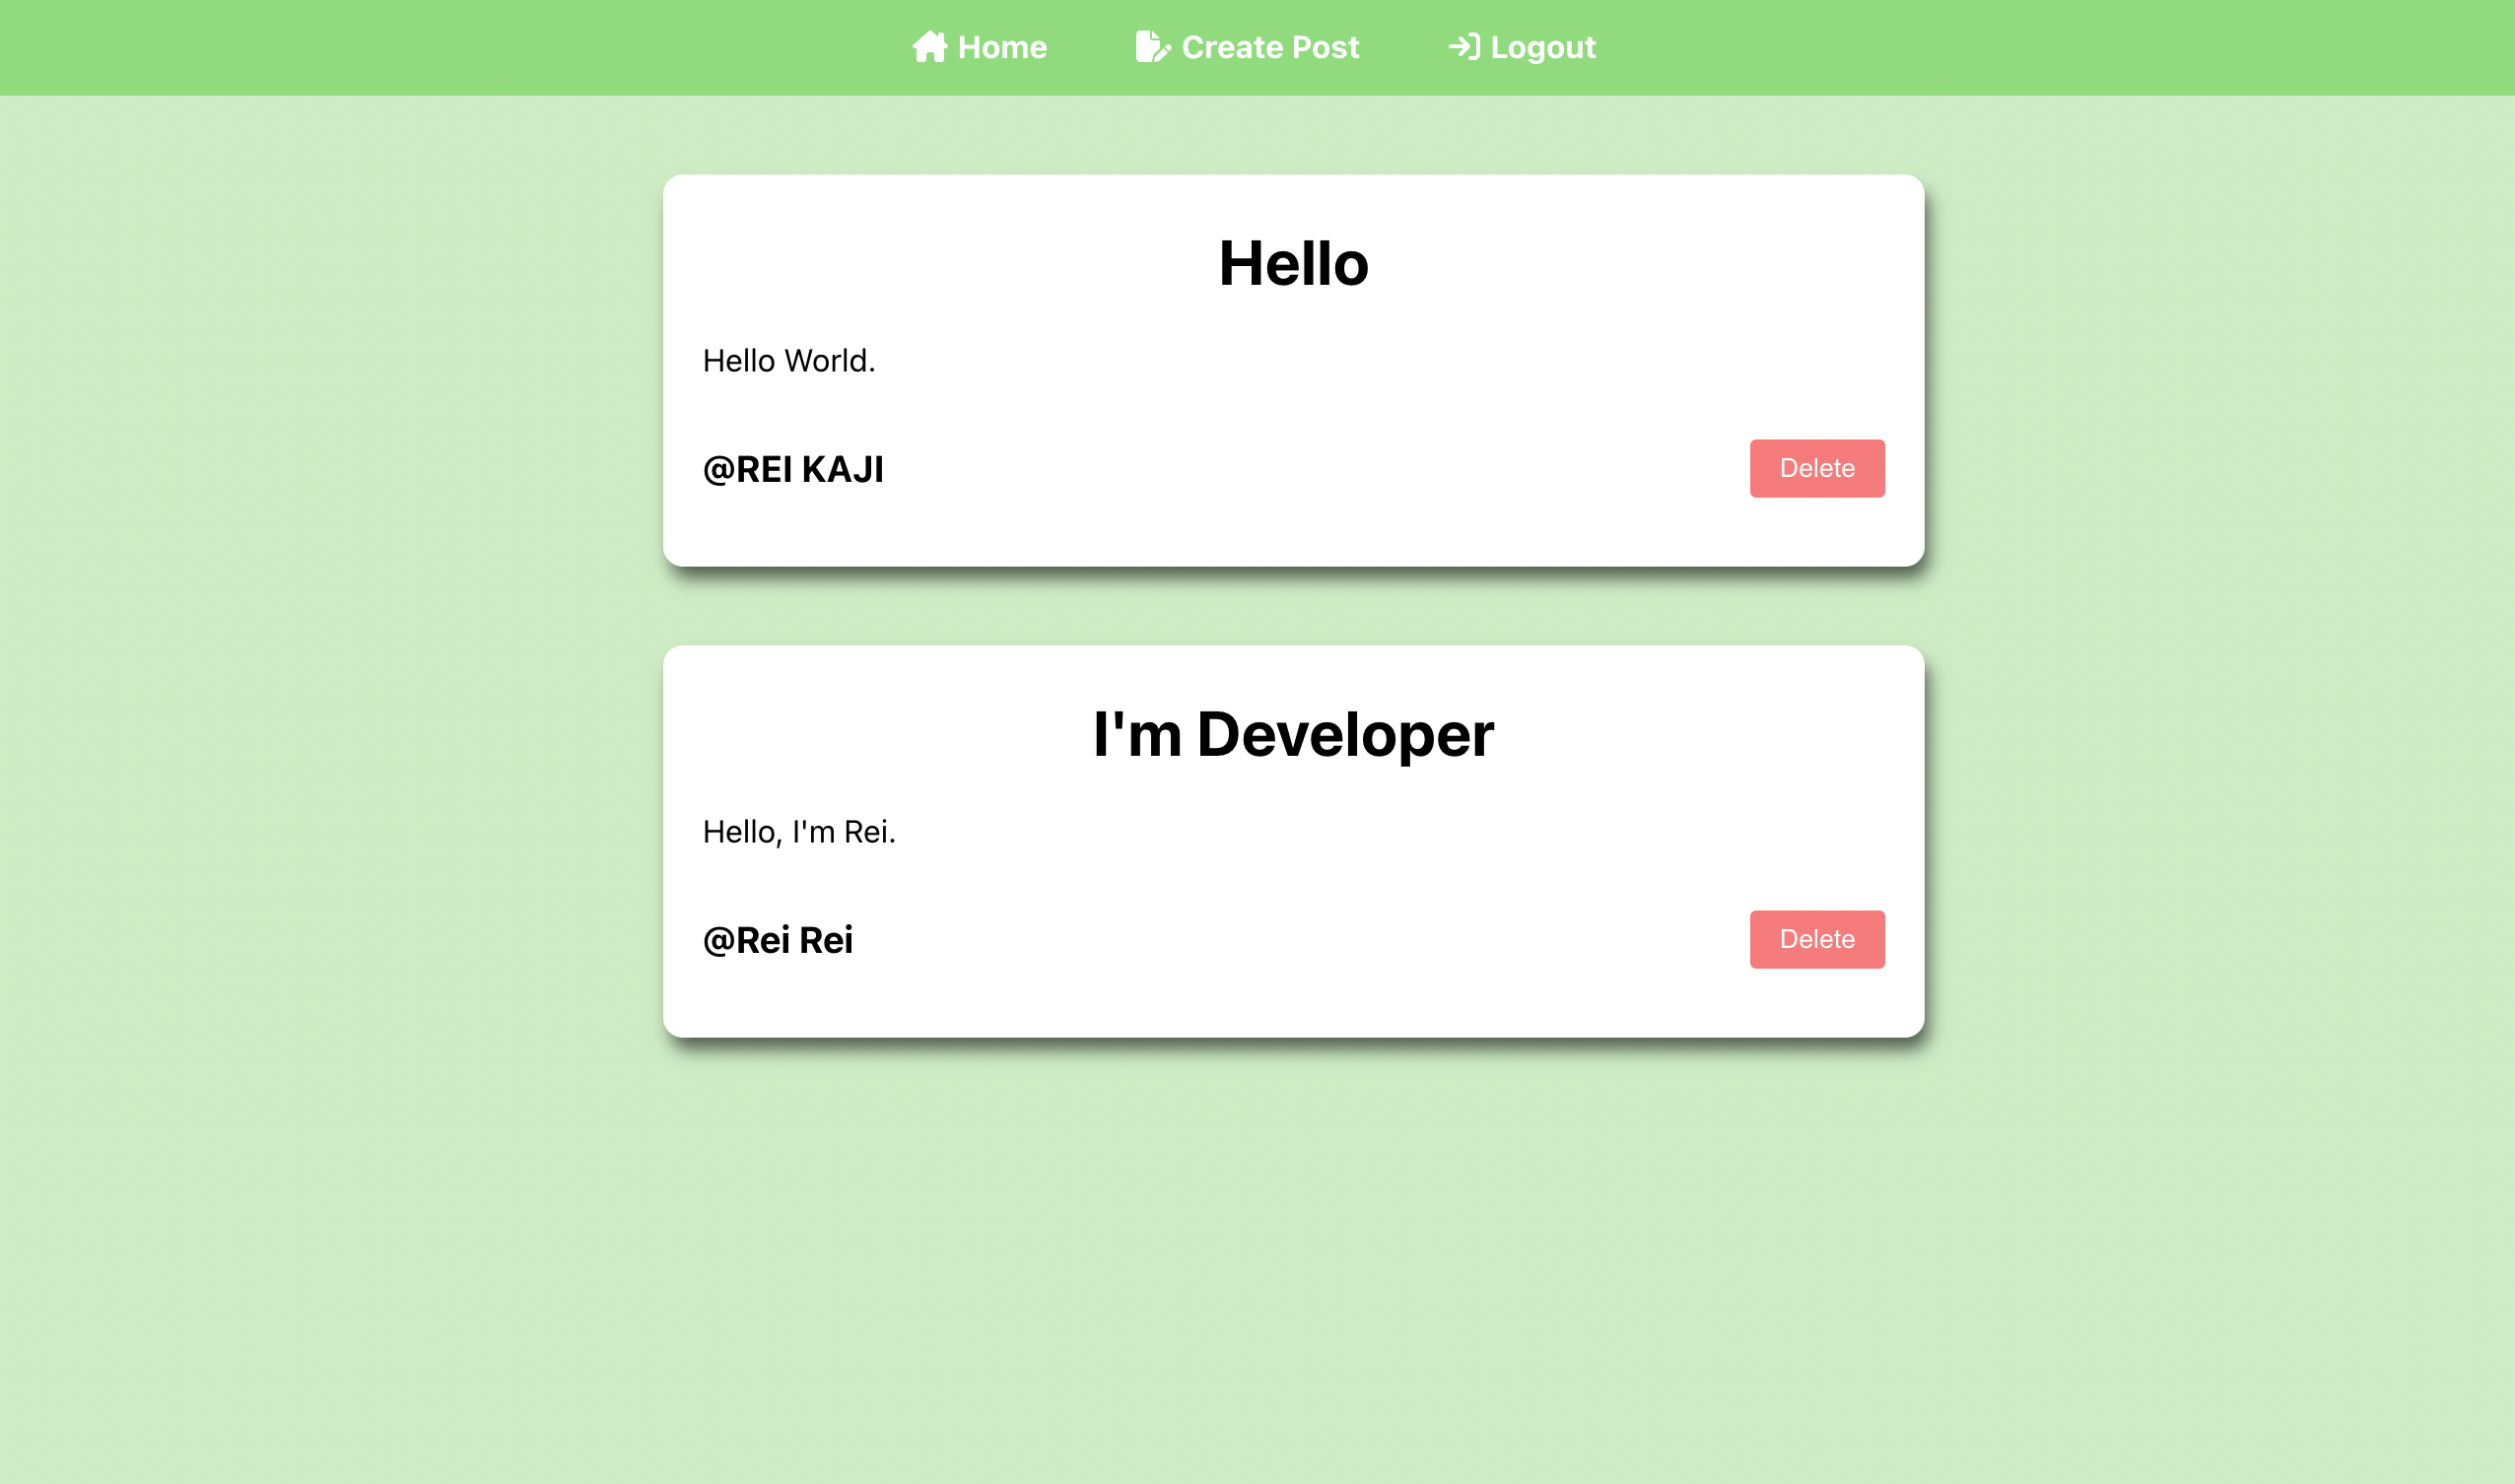 Home Create Post Logout
Hello
Hello World.
@REI KAJI Delete
I'm Developer
Hello, I'm Rei.
@Rei Rei Delete